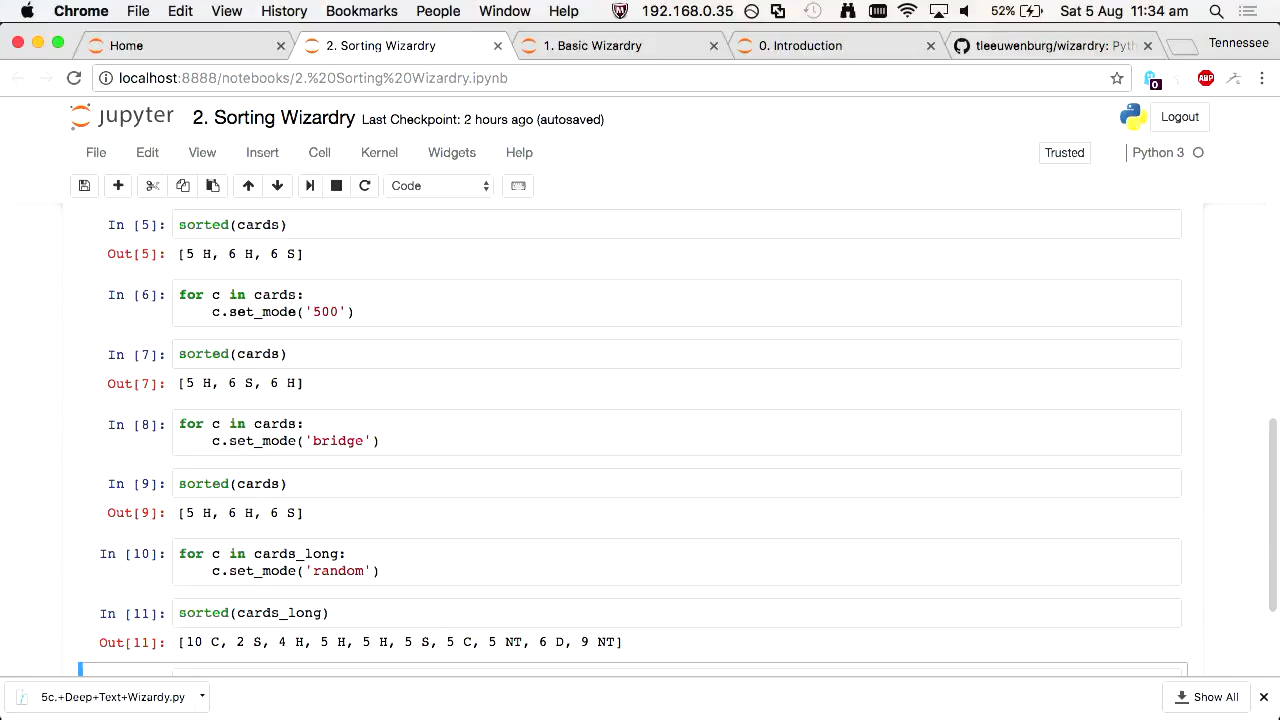 Chrome File Edit View History Bookmarks People Window Help 192.168.0.35 52% Sat 5 Aug 11:34 am
Home 2. Sorting Wizardry 1. Basic Wizardry 0. Introduction tleeuwenburg/wizardry: Pyth Tennessee
localhost:8888/notebooks/2.%20Sorting%20Wizardry.ipynb ABP
jupyter 2. Sorting Wizardry Last Checkpoint: 2 hours ago (autosaved) Logout
File Edit View Insert Cell Kernel Widgets Help Trusted Python 3
Code
In [5]: sorted(cards)
Out[5]: [5 H, 6 H, 6 S]
In [6]: for c in cards:
c.set_mode('500')
In [7]: sorted(cards)
Out[7]: [5 H, 6 S, 6 H]
In [8]: for c in cards:
c.set_mode('bridge')
In [9]: sorted(cards)
Out[9]: [5 H, 6 H, 6 S]
In [10]: for c in cards_long:
c.set_mode('random')
In [11]: sorted(cards_long)
Out[11]: [10 C, 2 S, 4 H, 5 H, 5 H, 5 S, 5 C, 5 NT, 6 D, 9 NT]
5c.+Deep+Text+Wizardy.py Show All